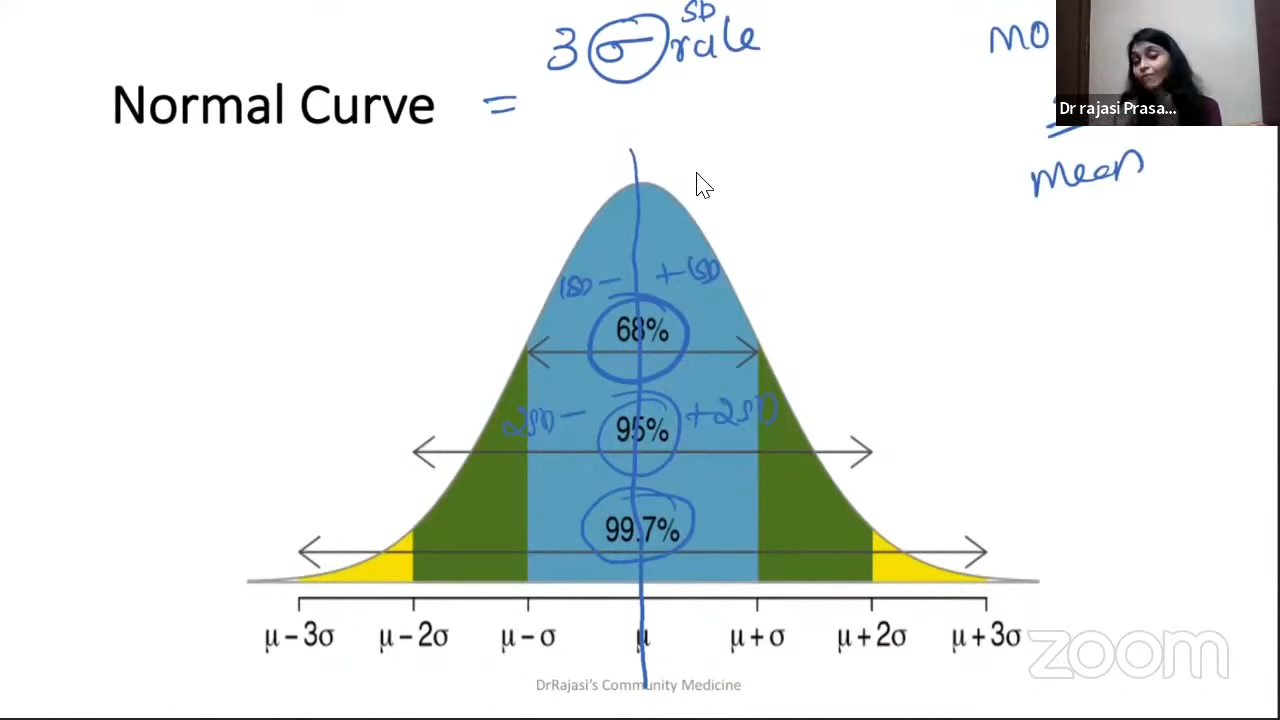 SD
3 σ rule
MO
Normal Curve =
Dr rajasi Prasa...
=
mean
1SD - +1SD
68%
2SD - +2SD
95%
99.7%
μ – 3σ μ – 2σ μ – σ μ μ + σ μ + 2σ μ + 3σ
zoom
DrRajasi's Community Medicine